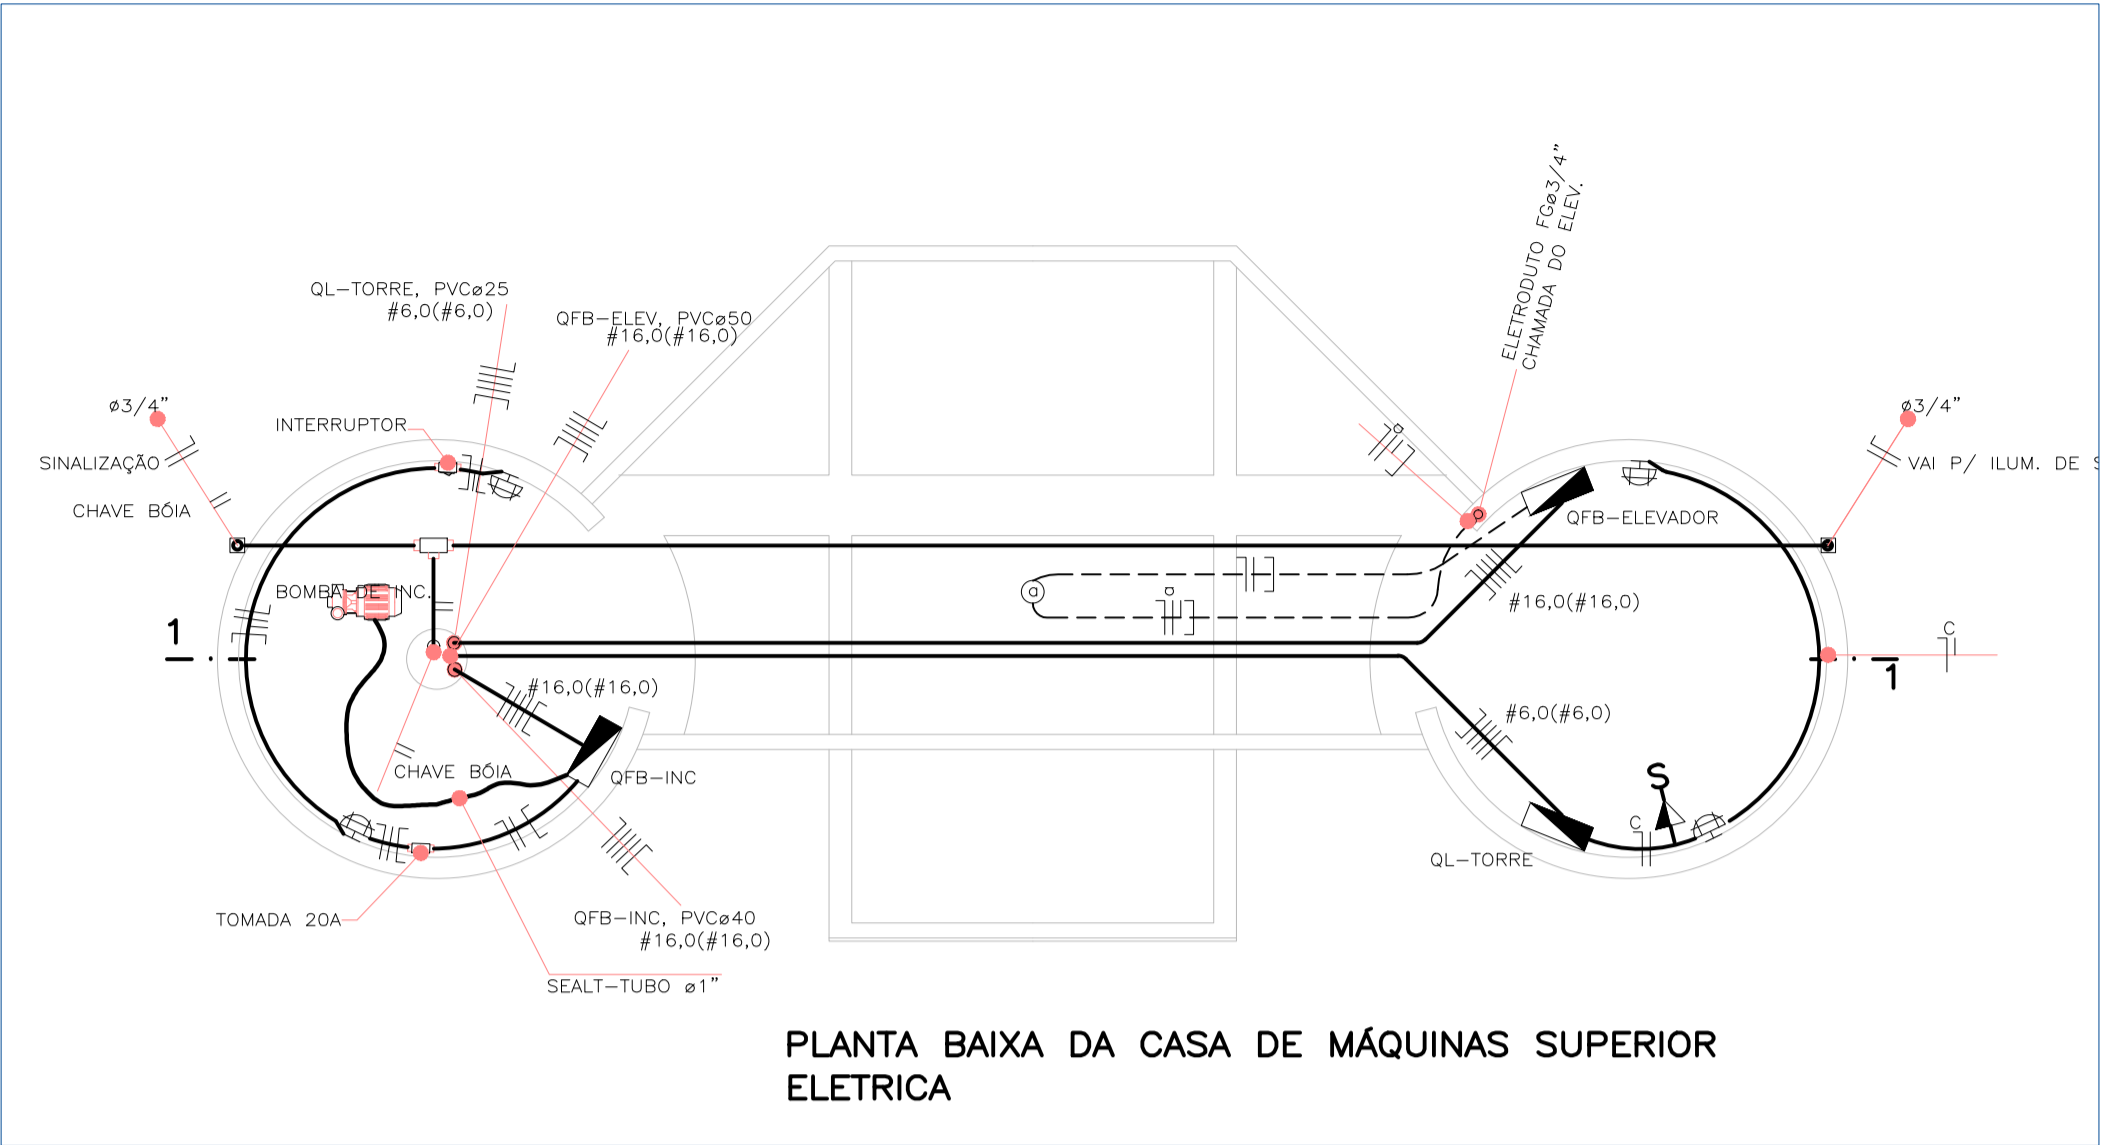 ELETRODUTO FGø3/4"
CHAMADA DO ELEV.
QL-TORRE, PVCø25
#6,0(#6,0)
QFB-ELEV, PVCø50
#16,0(#16,0)
ø3/4"
INTERRUPTOR
SINALIZAÇÃO
CHAVE BÓIA
a
ø3/4"
VAI P/ ILUM. DE S
QFB-ELEVADOR
BOMBA DE INC.
a
a
#16,0(#16,0)
1
1
C
#16,0(#16,0)
#6,0(#6,0)
CHAVE BÓIA
QFB-INC
S
C
QL-TORRE
TOMADA 20A
QFB-INC, PVCø40
#16,0(#16,0)
SEALT-TUBO ø1"
PLANTA BAIXA DA CASA DE MÁQUINAS SUPERIOR
ELETRICA